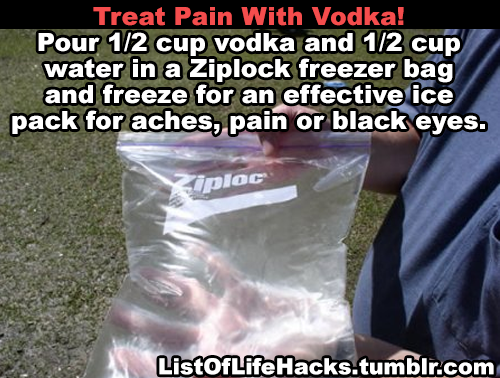 Treat Pain With Vodka!
Pour 1/2 cup vodka and 1/2 cup
water in a Ziplock freezer bag
and freeze for an effective ice
pack for aches, pain or black eyes.
Ziploc
ListOfLifeHacks.tumblr.com